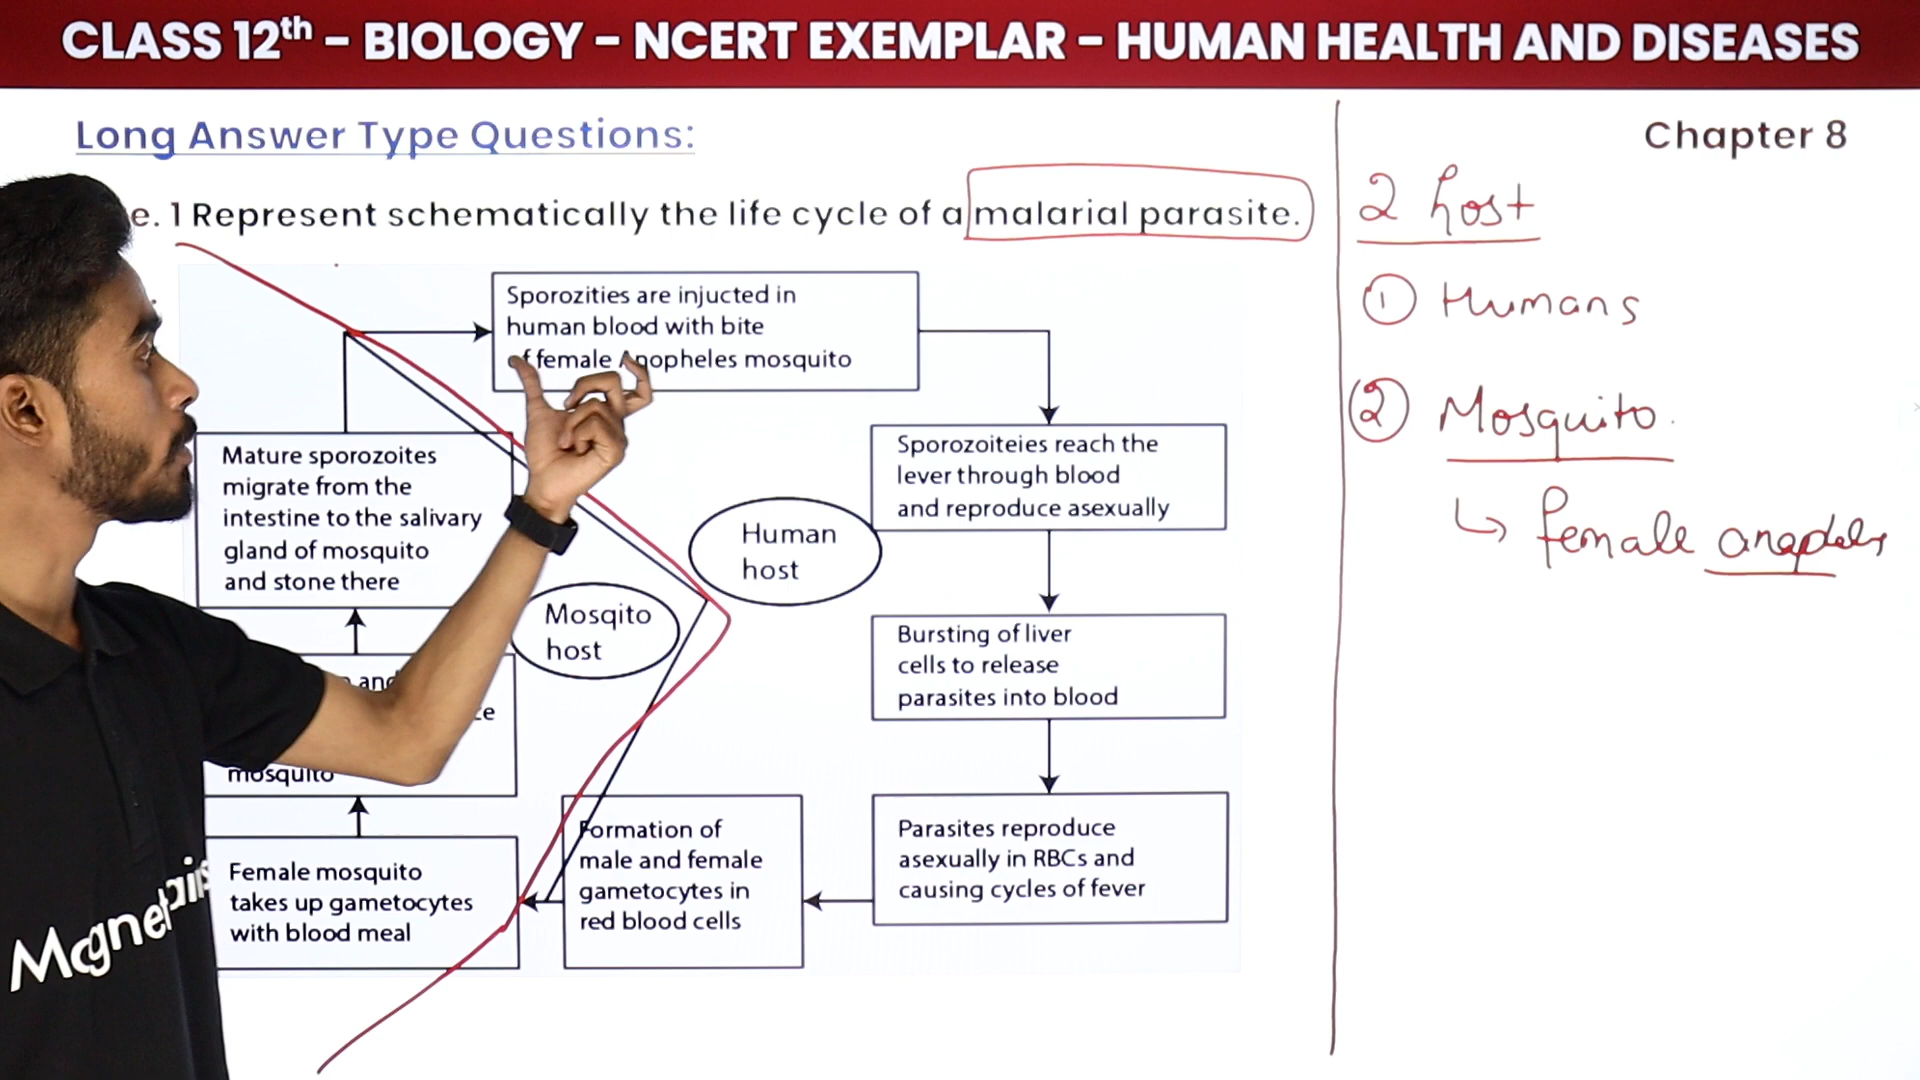 CLASS 12th – BIOLOGY – NCERT EXEMPLAR – HUMAN HEALTH AND DISEASES
Long Answer Type Questions:
Chapter 8
e. 1 Represent schematically the life cycle of a malarial parasite.
Sporozities are injucted in
human blood with bite
of female Anopheles mosquito
Sporozoiteies reach the
lever through blood
and reproduce asexually
Bursting of liver
cells to release
parasites into blood
Parasites reproduce
asexually in RBCs and
causing cycles of fever
Formation of
male and female
gametocytes in
red blood cells
Female mosquito
takes up gametocytes
with blood meal
and
mosquito
Mature sporozoites
migrate from the
intestine to the salivary
gland of mosquito
and stone there
Human
host
Mosqito
host
2 host
1 Humans
2 Mosquito.
female
Magnet